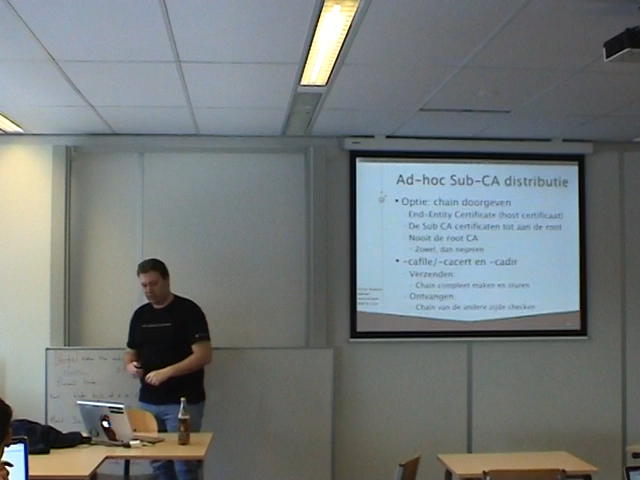 Ad-hoc Sub-CA distributie
• Optie: chain doorgeven
End-Entity Certificate (host certificaat)
De Sub CA certificaten tot aan de root
Nooit de root CA
Zowel, dan negeren
• -cafile/-cacert en -cadir
Verzenden:
Chain compleet maken en sturen
Ontvangen:
Chain van de andere zijde checken